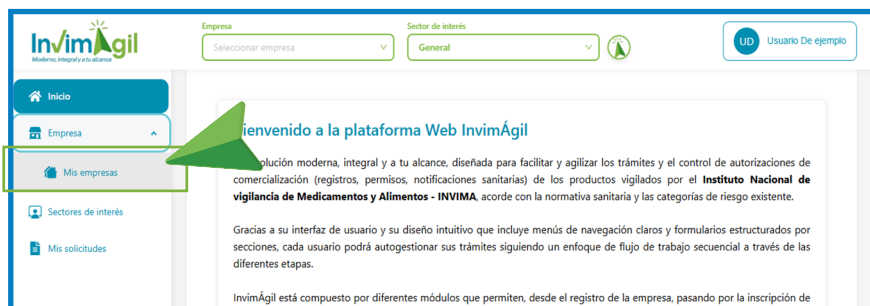 InvimÁgil
Moderno, integral y a tu alcance
Empresa
Seleccionar empresa
Sector de interés
General
UD Usuario De ejemplo
Inicio
Empresa
Mis empresas
Sectores de interés
Mis solicitudes
ienvenido a la plataforma Web InvimÁgil
olución moderna, integral y a tu alcance, diseñada para facilitar y agilizar los trámites y el control de autorizaciones de
comercialización (registros, permisos, notificaciones sanitarias) de los productos vigilados por el Instituto Nacional de
vigilancia de Medicamentos y Alimentos - INVIMA, acorde con la normativa sanitaria y las categorías de riesgo existente.
Gracias a su interfaz de usuario y su diseño intuitivo que incluye menús de navegación claros y formularios estructurados por
secciones, cada usuario podrá autogestionar sus trámites siguiendo un enfoque de flujo de trabajo secuencial a través de las
diferentes etapas.
InvimÁgil está compuesto por diferentes módulos que permiten, desde el registro de la empresa, pasando por la inscripción de